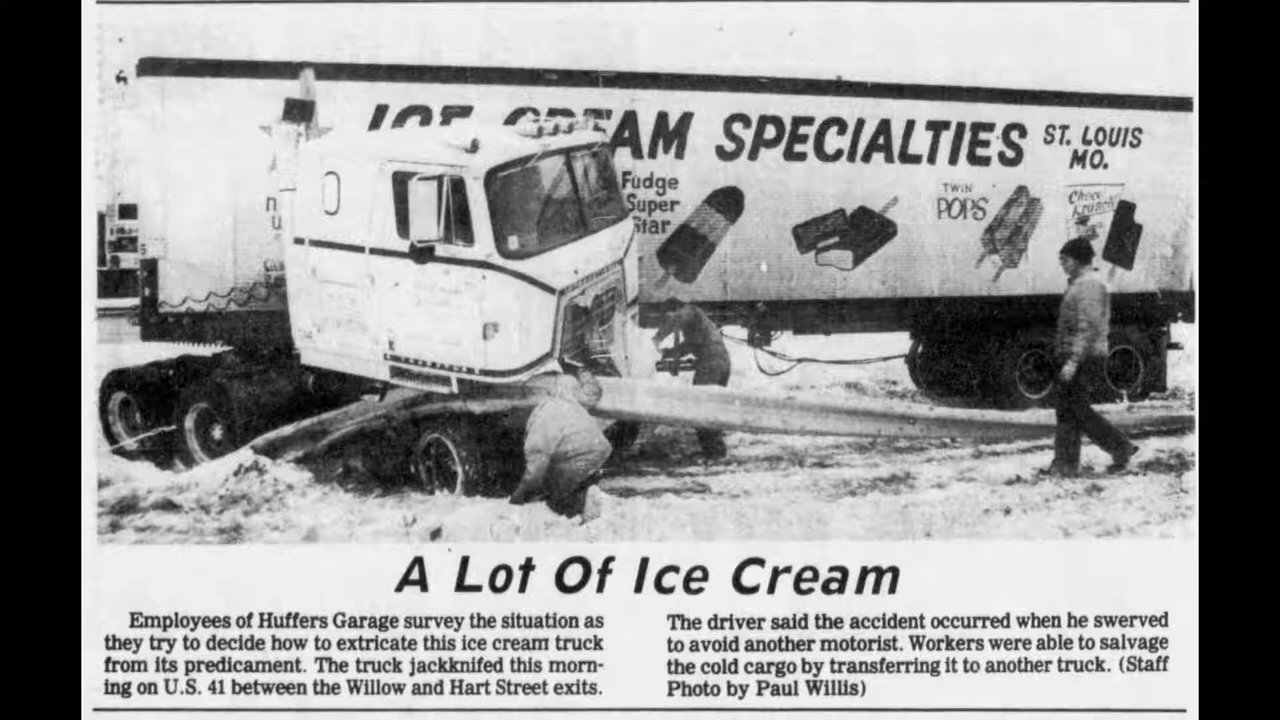 AM SPECIALTIES
ST. LOUIS
MO.
Fudge
Super
Star
TWIN
POPS
A Lot Of Ice Cream
Employees of Huffers Garage survey the situation as
they try to decide how to extricate this ice cream truck
from its predicament. The truck jackknifed this morn-
ing on U.S. 41 between the Willow and Hart Street exits.
The driver said the accident occurred when he swerved
to avoid another motorist. Workers were able to salvage
the cold cargo by transferring it to another truck. (Staff
Photo by Paul Willis)